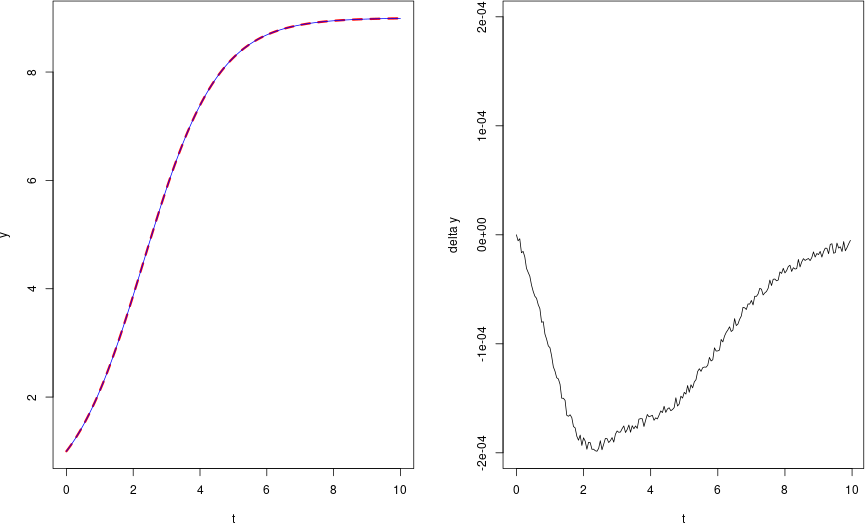 8
6
4
2
y
0 2 4 6 8 10
t
2e-04
1e-04
0e+00
-1e-04
-2e-04
delta y
0 2 4 6 8 10
t